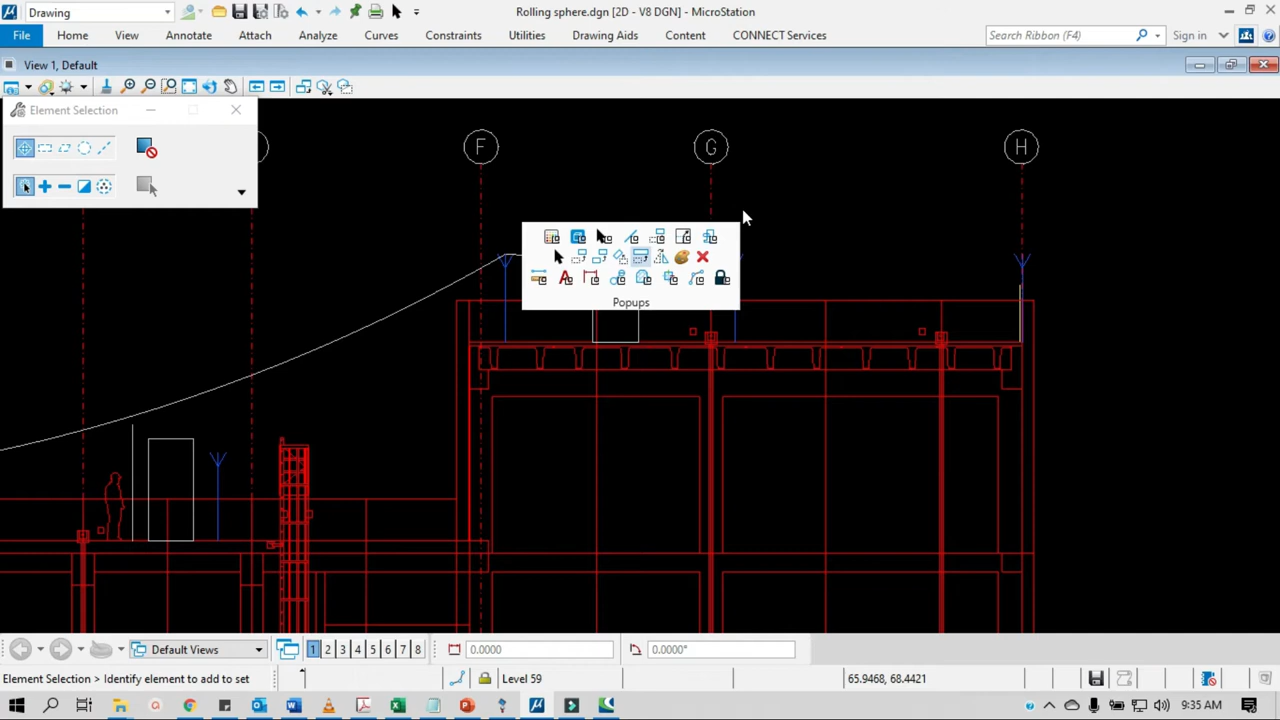 Drawing
Rolling sphere.dgn [2D - V8 DGN] - MicroStation
File Home View Annotate Attach Analyze Curves Constraints Utilities Drawing Aids Content CONNECT Services Search Ribbon (F4) Sign in
View 1, Default
Element Selection
F G H
Popups
Default Views 1 2 3 4 5 6 7 8 0.0000 0.0000°
Element Selection > Identify element to add to set Level 59 65.9468, 68.4421
9:35 AM